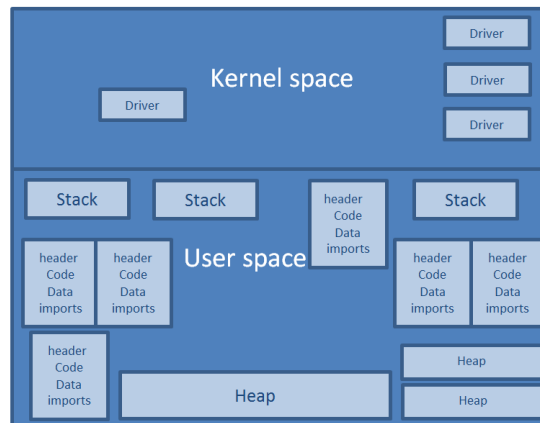 Driver
Kernel space
Driver
Driver
Driver
Stack
Stack
header
Code
Data
imports
Stack
User space
header
Code
Data
imports
header
Code
Data
imports
header
Code
Data
imports
header
Code
Data
imports
header
Code
Data
imports
Heap
Heap
Heap